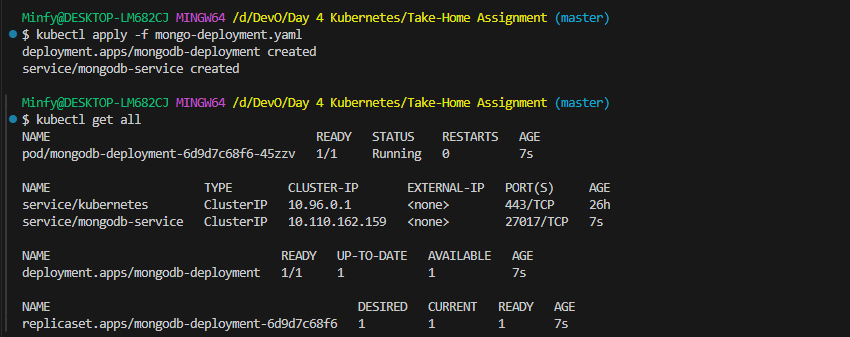 Minfy@DESKTOP-LM682CJ MINGW64 /d/DevO/Day 4 Kubernetes/Take-Home Assignment (master)
$ kubectl apply -f mongo-deployment.yaml
deployment.apps/mongodb-deployment created
service/mongodb-service created
Minfy@DESKTOP-LM682CJ MINGW64 /d/DevO/Day 4 Kubernetes/Take-Home Assignment (master)
$ kubectl get all
NAME READY STATUS RESTARTS AGE
pod/mongodb-deployment-6d9d7c68f6-45zzv 1/1 Running 0 7s
NAME TYPE CLUSTER-IP EXTERNAL-IP PORT(S) AGE
service/kubernetes ClusterIP 10.96.0.1 <none> 443/TCP 26h
service/mongodb-service ClusterIP 10.110.162.159 <none> 27017/TCP 7s
NAME READY UP-TO-DATE AVAILABLE AGE
deployment.apps/mongodb-deployment 1/1 1 1 7s
NAME DESIRED CURRENT READY AGE
replicaset.apps/mongodb-deployment-6d9d7c68f6 1 1 1 7s